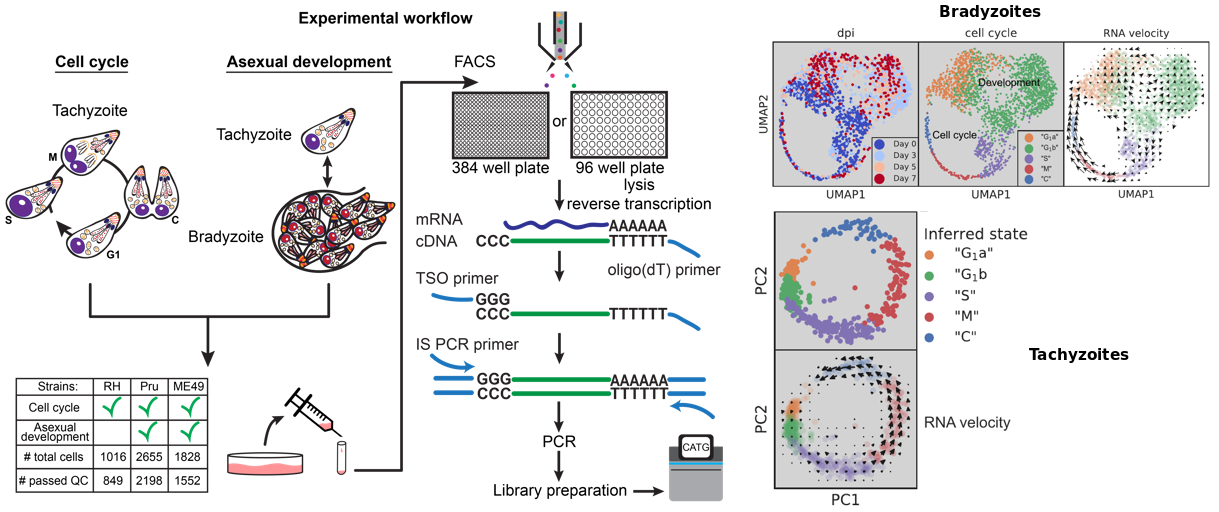 Experimental workflow
Cell cycle
Asexual development
Tachyzoite
M
S
C
G1
Tachyzoite
Bradyzoite
Strains: RH Pru ME49
Cell cycle
Asexual development
# total cells 1016 2655 1828
# passed QC 849 2198 1552
FACS
or
384 well plate
96 well plate
lysis
reverse transcription
mRNA
AAAAAA
cDNA
CCC
TTTTTT
oligo(dT) primer
TSO primer
GGG
CCC
TTTTTT
IS PCR primer
GGG
AAAAAA
CCC
TTTTTT
PCR
CATG
Library preparation
Bradyzoites
dpi
cell cycle
RNA velocity
UMAP2
Day 0
Day 3
Day 5
Day 7
Development
Cell cycle
"G₁a"
"G₁b"
"S"
"M"
"C"
UMAP1
UMAP1
UMAP1
PC2
Inferred state
"G₁a"
"G₁b
"S"
"M"
"C"
Tachyzoites
PC2
RNA velocity
PC1